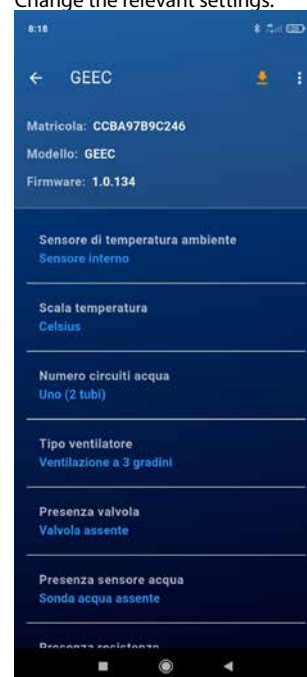 Change the relevant settings.
8:18
GEEC
Matricola: CCBA97B9C246
Modello: GEEC
Firmware: 1.0.134
Sensore di temperatura ambiente
Sensore interno
Scala temperatura
Celsius
Numero circuiti acqua
Uno (2 tubi)
Tipo ventilatore
Ventilazione a 3 gradini
Presenza valvola
Valvola assente
Presenza sensore acqua
Sonda acqua assente
Presenza resistenza